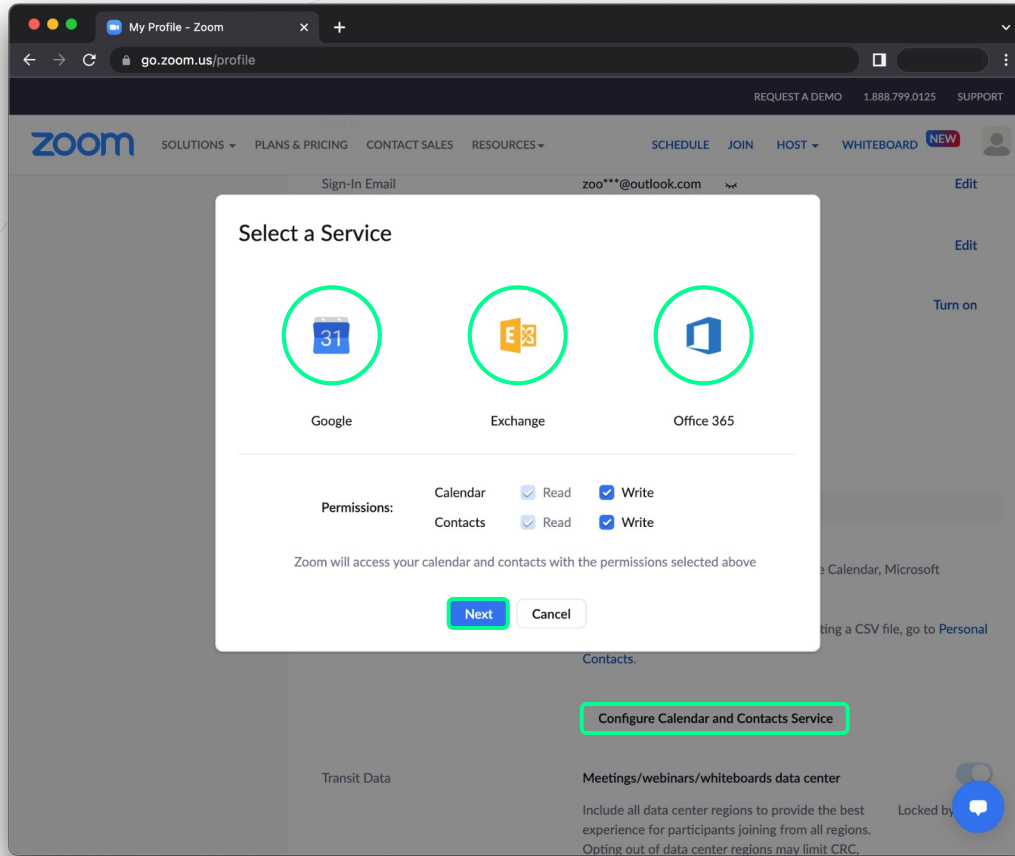 My Profile - Zoom
go.zoom.us/profile
REQUEST A DEMO 1.888.799.0125 SUPPORT
zoom SOLUTIONS PLANS & PRICING CONTACT SALES RESOURCES SCHEDULE JOIN HOST WHITEBOARD NEW
Sign-In Email zoo***@outlook.com Edit
Edit
Turn on
Select a Service
31 E
Google Exchange Office 365
Permissions:
Calendar Read Write
Contacts Read Write
Zoom will access your calendar and contacts with the permissions selected above
Next Cancel
e Calendar, Microsoft
ting a CSV file, go to Personal
Contacts.
Configure Calendar and Contacts Service
Transit Data Meetings/webinars/whiteboards data center
Include all data center regions to provide the best Locked by
experience for participants joining from all regions.
Opting out of data center regions may limit CRC,